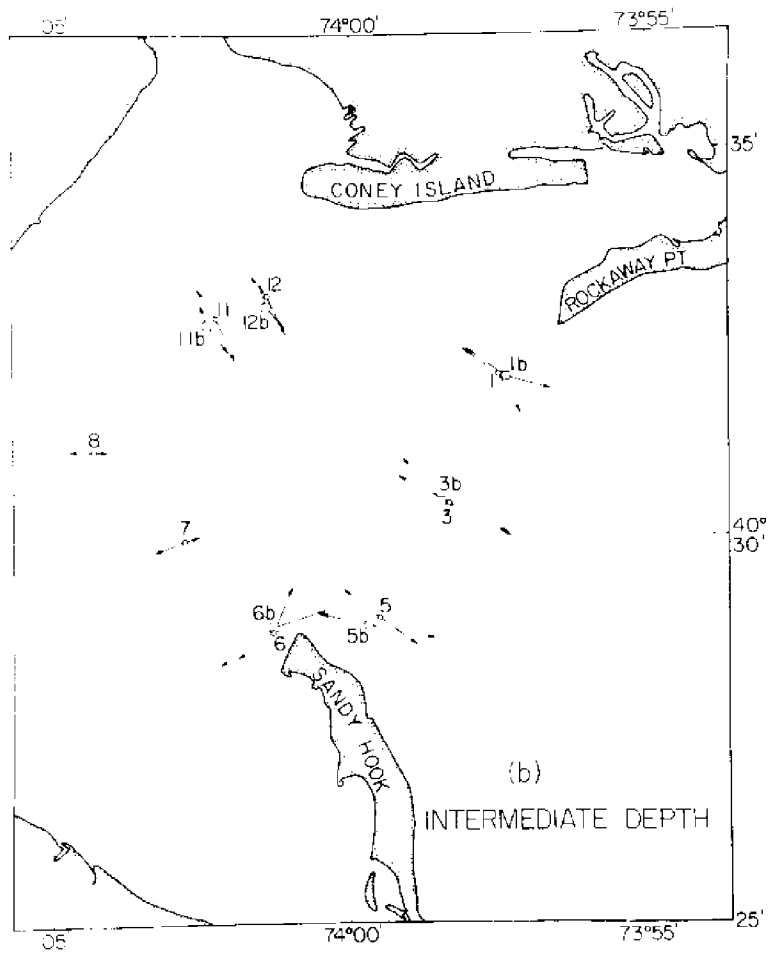 05' 74°00' 73°55'
35'
CONEY ISLAND
ROCKAWAY PT
12
11
12b
11b
1b
1
8
3b
3
40°
30'
7
6b
5
5b
6
SANDY HOOK
(b)
INTERMEDIATE DEPTH
25'
05' 74°00' 73°55'